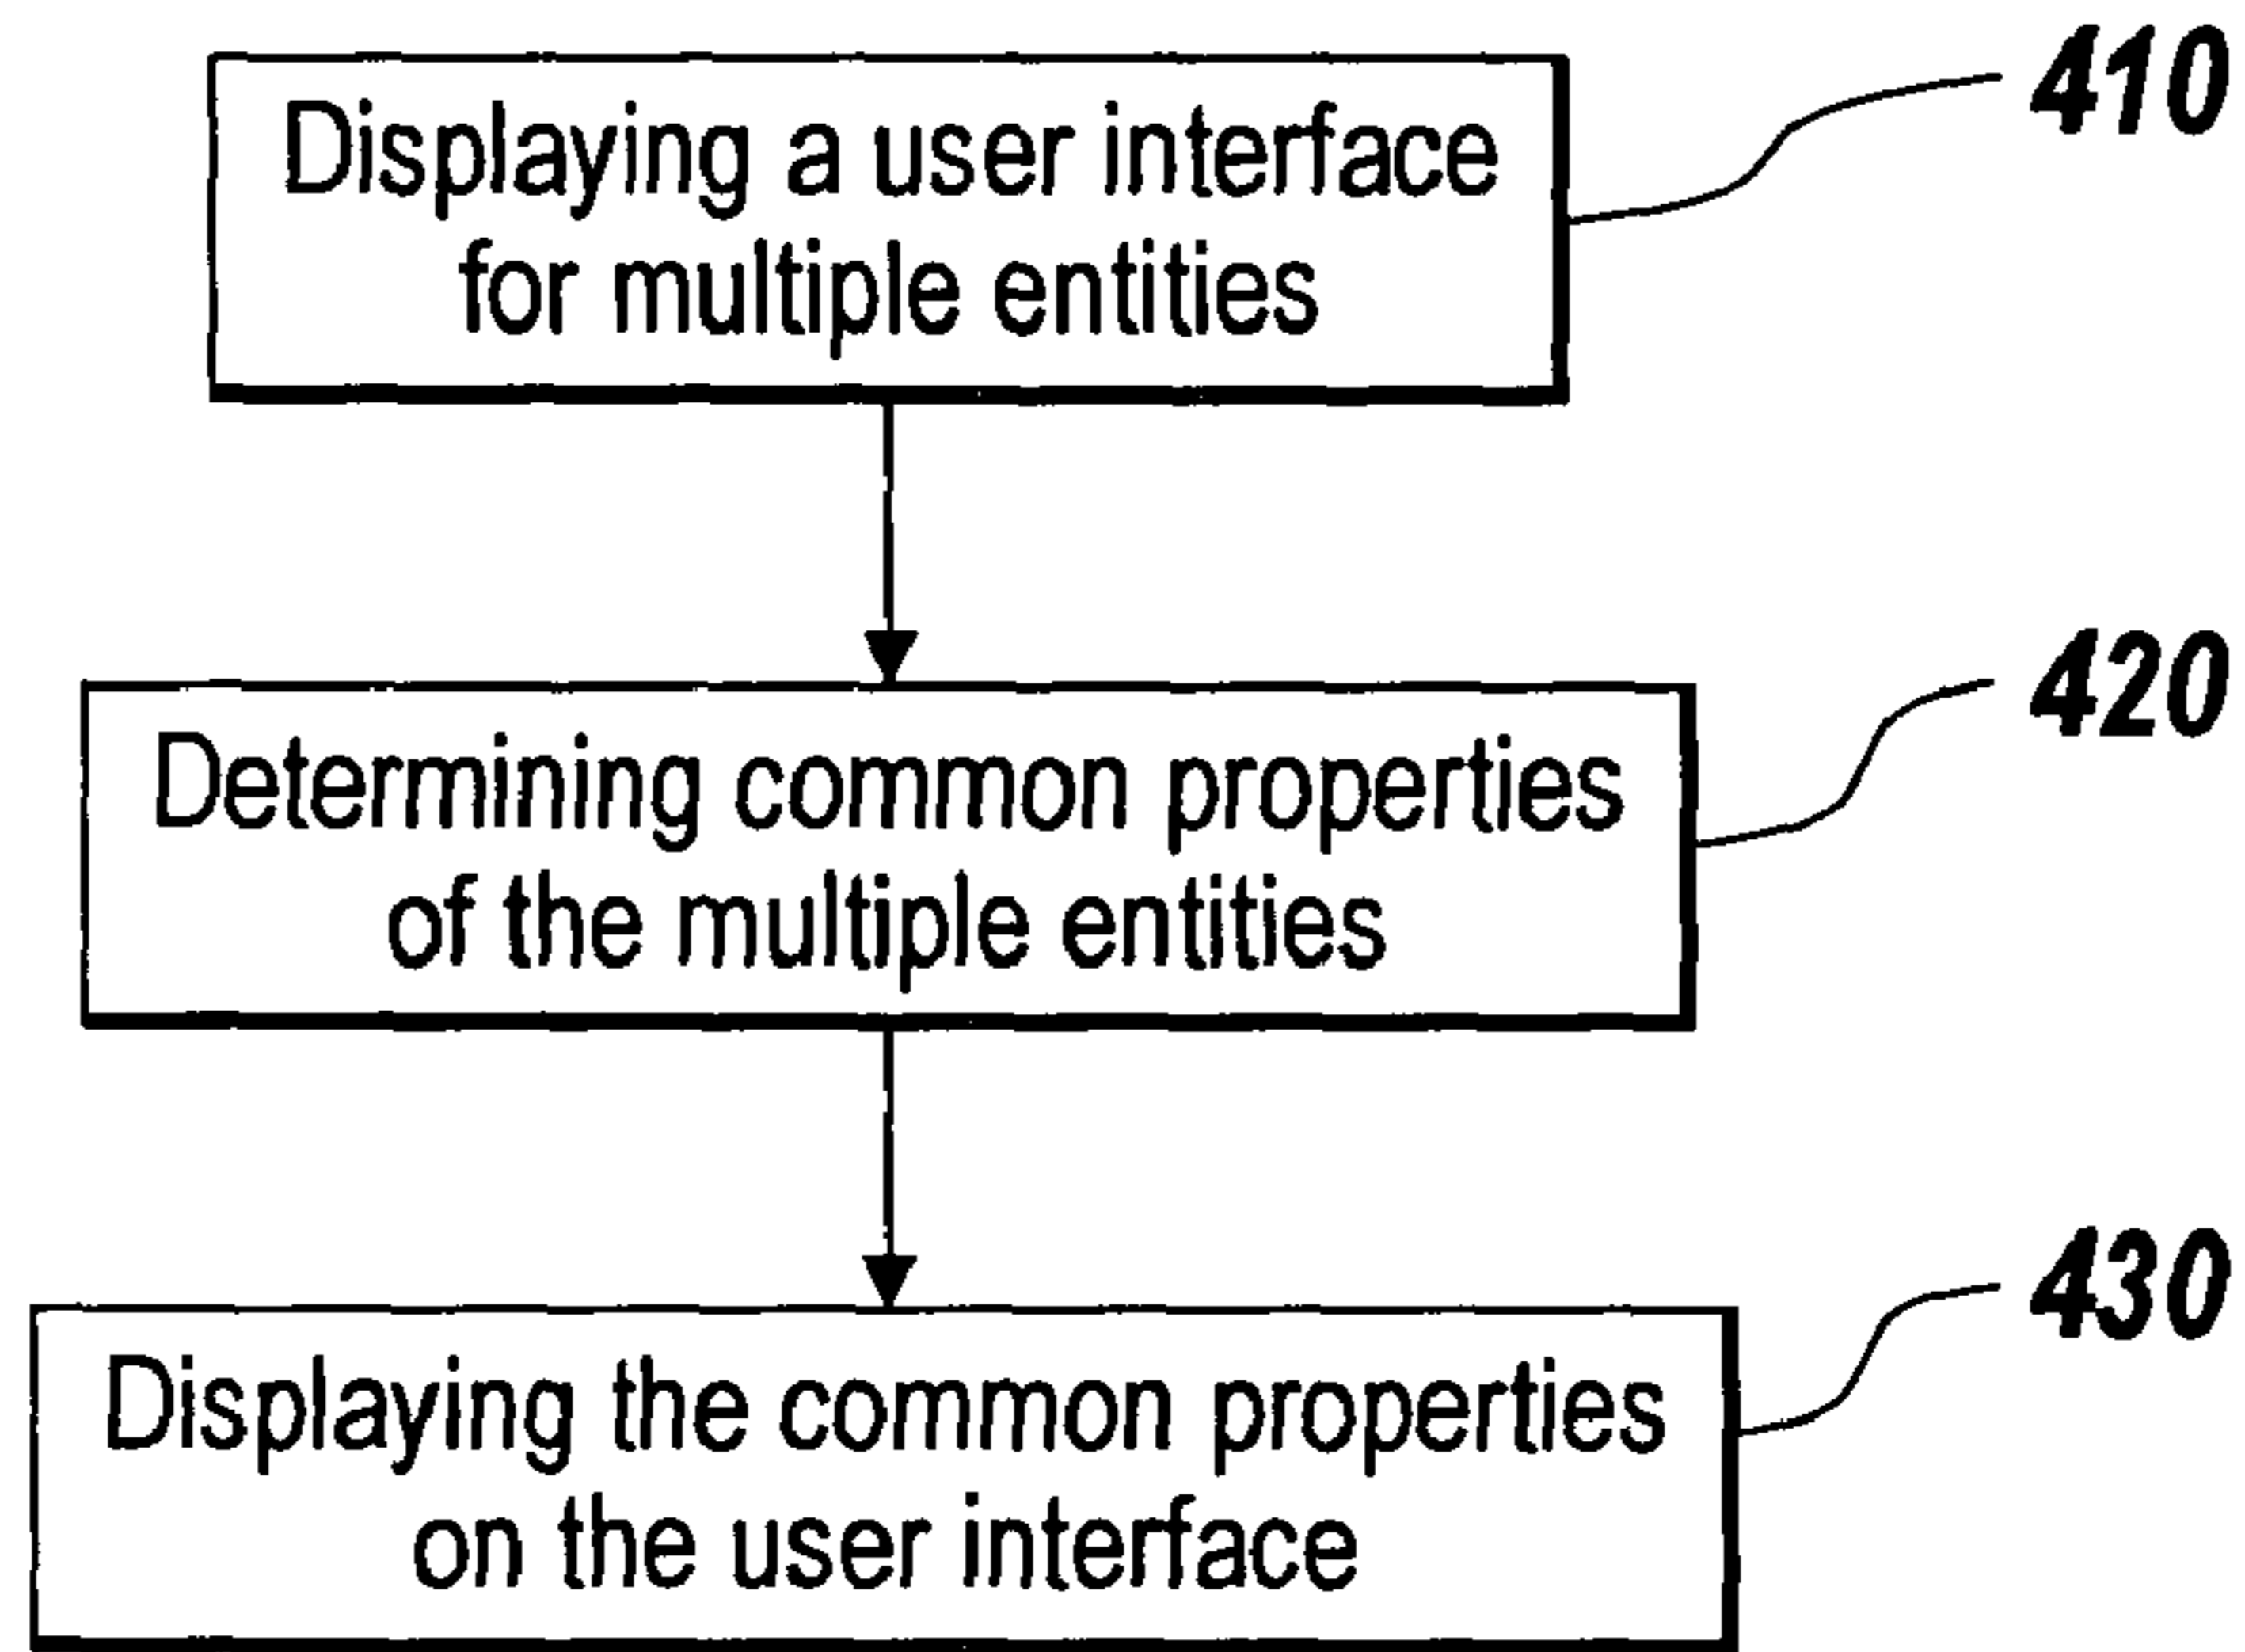 Displaying a user interface
for multiple entities
410
Determining common properties
of the multiple entities
420
Displaying the common properties
on the user interface
430